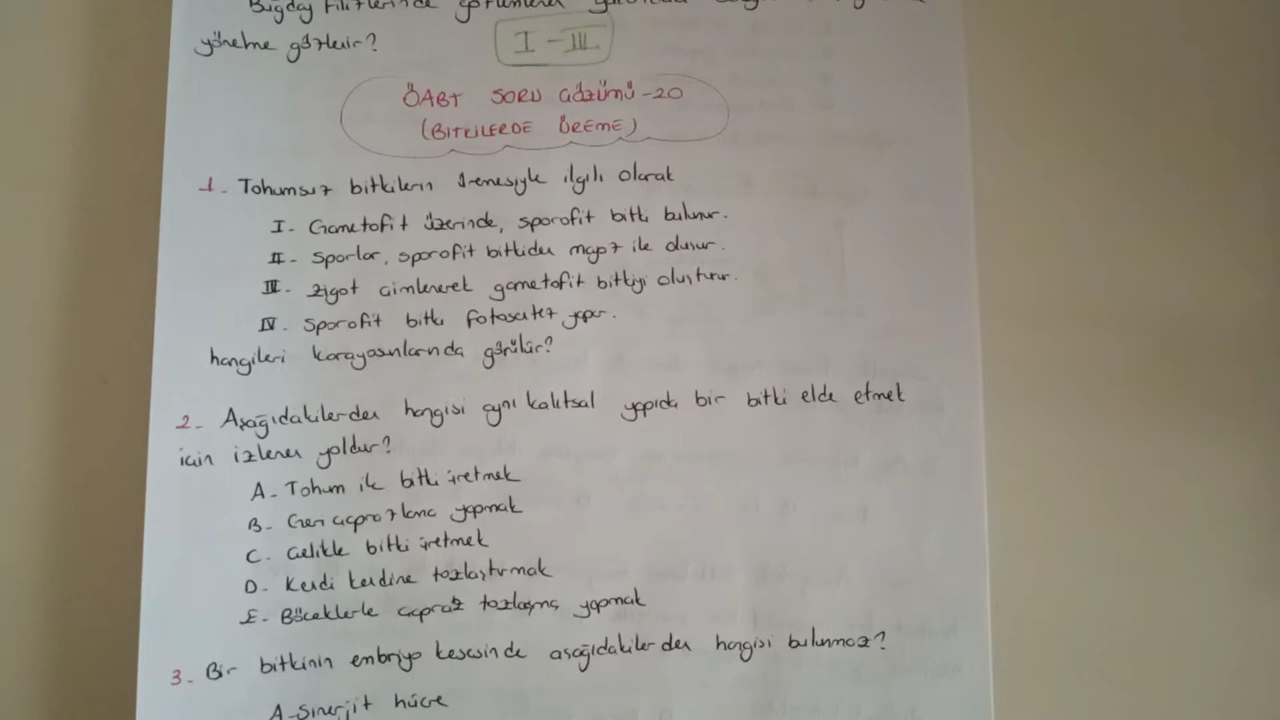 Buğday filizlerinde
yönelme gözlenir?
I - III
ÖABT SORU ÇÖZÜMÜ -20
(BİTKİLERDE ÜREME)
1- Tohumsuz bitkilerin üremesiyle ilgili olarak
I- Gametofit üzerinde, sporofit bitki bulunur.
II- Sporlar, sporofit bitkiden mayoz ile oluşur.
III- Zigot çimlenerek gametofit bitkiyi oluşturur.
IV- Sporofit bitki fotosentez yapar.
hangileri karayosunlarında görülür?
2- Aşağıdakilerden hangisi aynı kalıtsal yapıda bir bitki elde etmek
için izlenen yoldur?
A- Tohum ile bitki üretmek
B- Geri çaprazlama yapmak
C- Çelikle bitki üretmek
D- Kendi kendine tozlaştırmak
E- Böceklerle çapraz tozlaşma yapmak
3- Bir bitkinin embriyo kesesinde aşağıdakilerden hangisi bulunmaz?
A- Sinerjit hücre